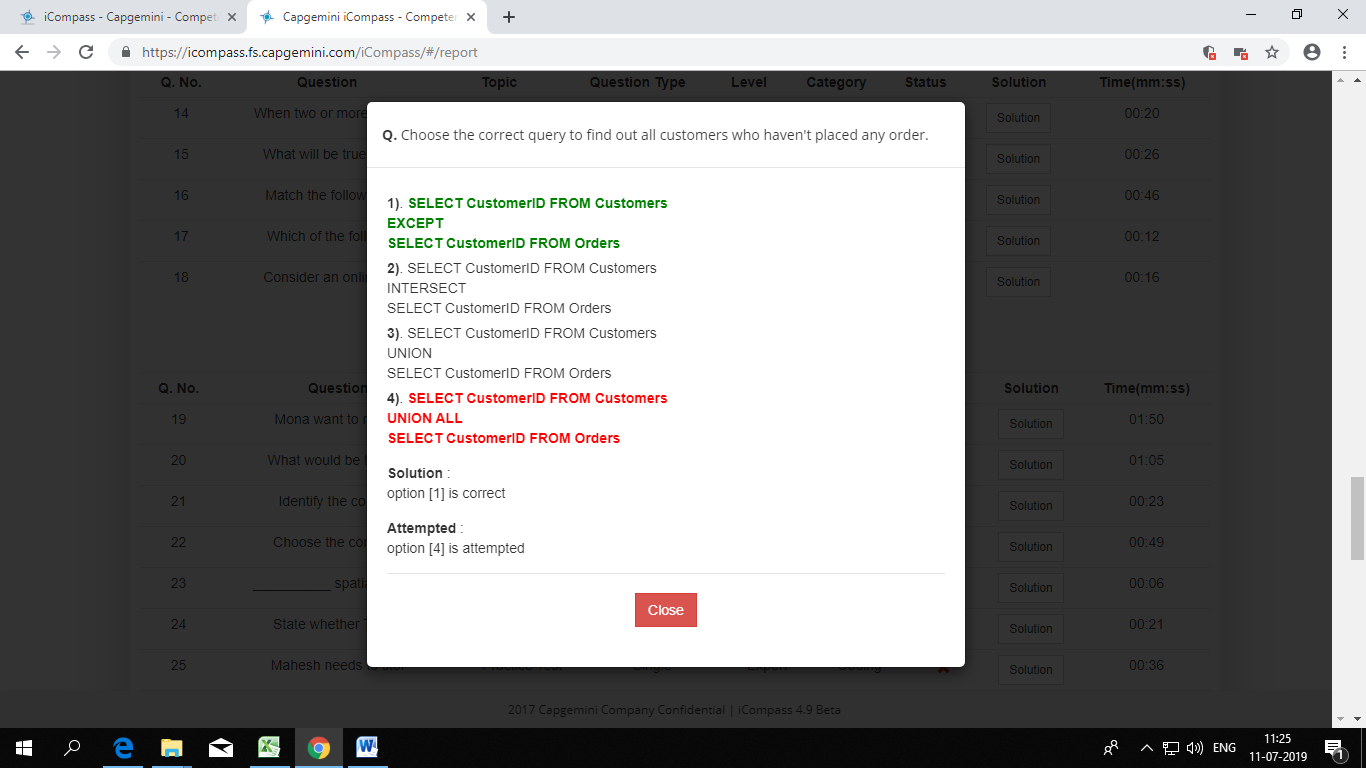 iCompass - Capgemini - Compet
Capgemini iCompass - Competen
https://icompass.fs.capgemini.com/iCompass/#/report
Q. No. Question Topic Question Type Level Category Status Solution Time(mm:ss)
14 When two or more Solution 00:20
15 What will be true Solution 00:26
16 Match the follow Solution 00:46
17 Which of the foll Solution 00:12
18 Consider an onli Solution 00:16
Q. Choose the correct query to find out all customers who haven't placed any order.
1). SELECT CustomerID FROM Customers
EXCEPT
SELECT CustomerID FROM Orders
2). SELECT CustomerID FROM Customers
INTERSECT
SELECT CustomerID FROM Orders
3). SELECT CustomerID FROM Customers
UNION
SELECT CustomerID FROM Orders
4). SELECT CustomerID FROM Customers
UNION ALL
SELECT CustomerID FROM Orders
Solution :
option [1] is correct
Attempted :
option [4] is attempted
Close
Q. No. Question Solution Time(mm:ss)
19 Mona want to Solution 01:50
20 What would be Solution 01:05
21 Identify the co Solution 00:23
22 Choose the cor Solution 00:49
23 __________ spatia Solution 00:06
24 State whether Solution 00:21
25 Mahesh needs Solution 00:36
2017 Capgemini Company Confidential | iCompass 4.9 Beta
ENG
11:25
11-07-2019
1